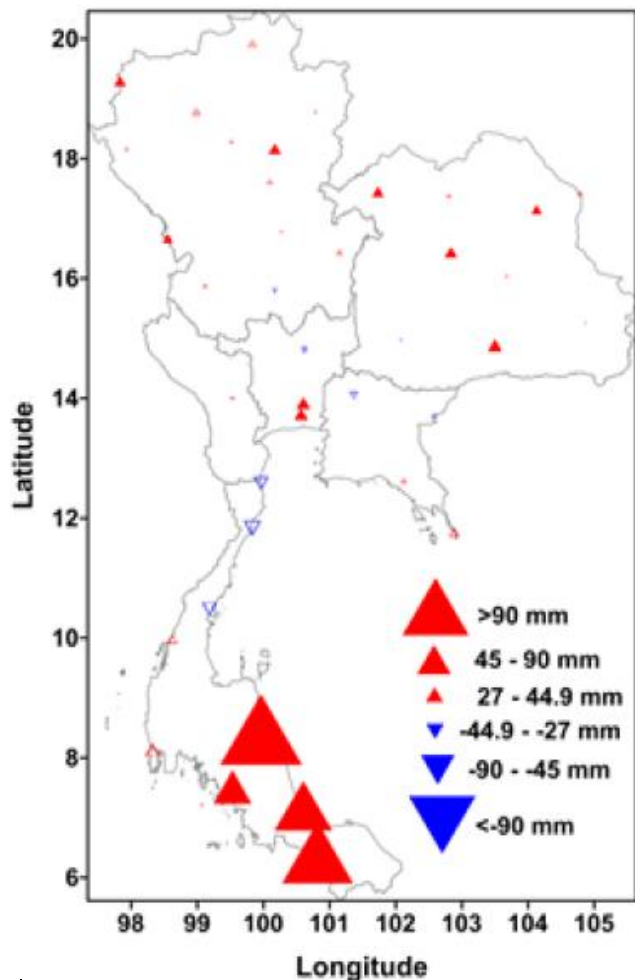 20
18
16
14
12
10
8
6
Latitude
>90 mm
45 - 90 mm
27 - 44.9 mm
-44.9 - -27 mm
-90 - -45 mm
<-90 mm
98 99 100 101 102 103 104 105
Longitude